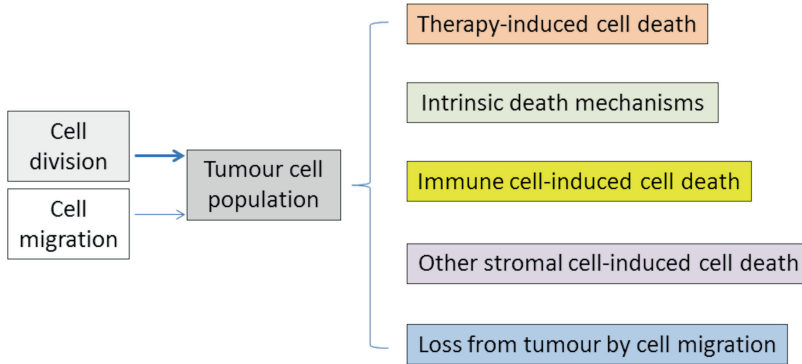 Cell
division
Cell
migration
Tumour cell
population
Therapy-induced cell death
Intrinsic death mechanisms
Immune cell-induced cell death
Other stromal cell-induced cell death
Loss from tumour by cell migration